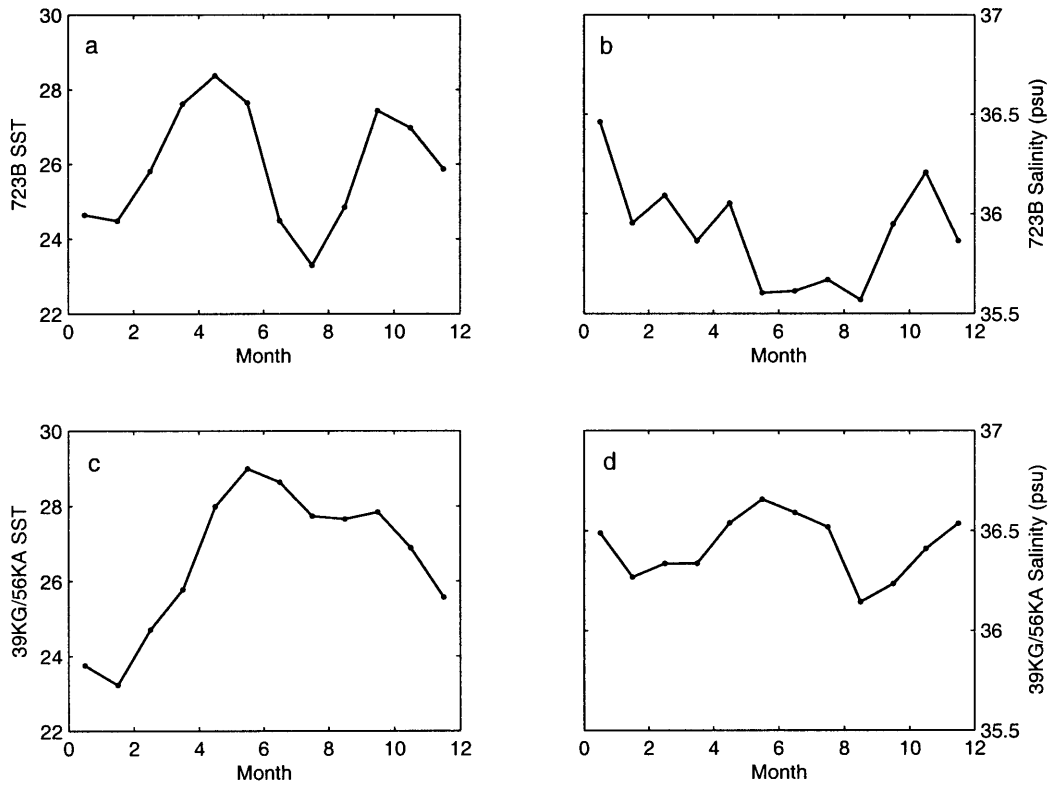 a
723B SST
30
28
26
24
22
0 2 4 6 8 10 12
Month
b
723B Salinity (psu)
37
36.5
36
35.5
0 2 4 6 8 10 12
Month
c
39KG/56KA SST
30
28
26
24
22
0 2 4 6 8 10 12
Month
d
39KG/56KA Salinity (psu)
37
36.5
36
35.5
0 2 4 6 8 10 12
Month